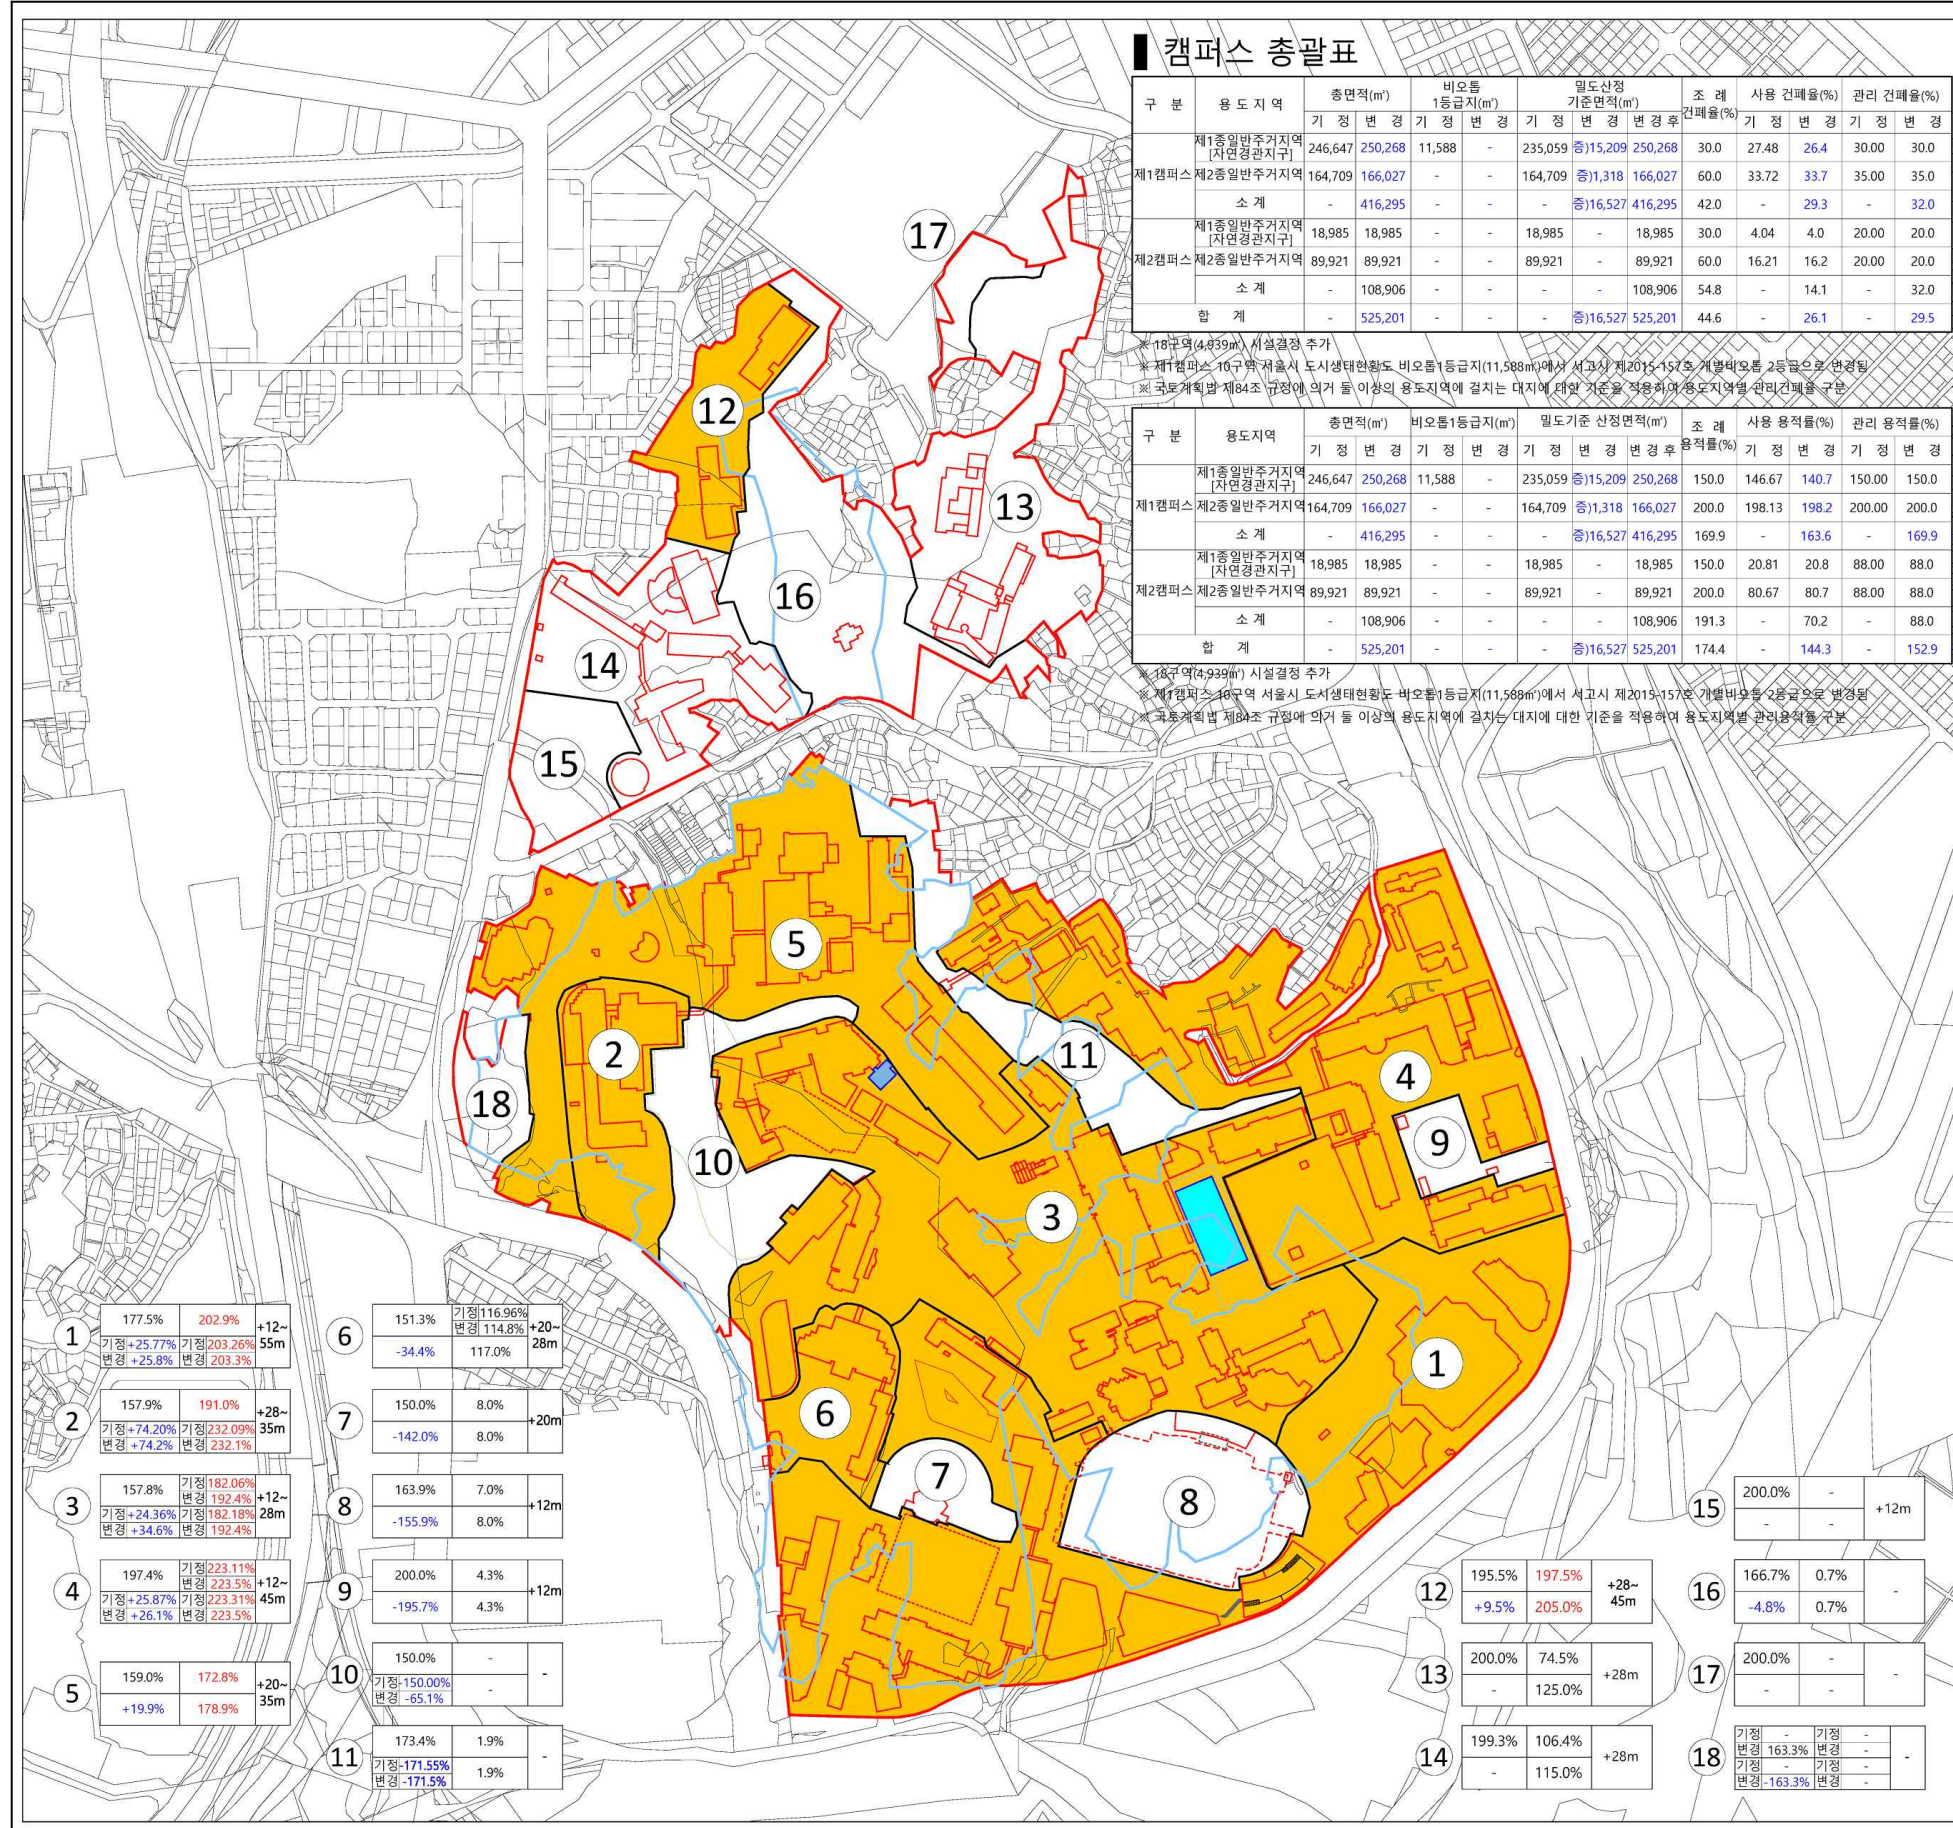 캠퍼스 총괄표
구 분 용도지역 총면적(㎡) 비오톱 1등급지(㎡) 밀도산정 기준면적(㎡) 조 례 건폐율(%) 사용 건폐율(%) 관리 건폐율(%)
기 정 변 경 기 정 변 경 기 정 변 경 변경후 기 정 변 경 기 정 변 경
제1캠퍼스 제1종일반주거지역 [자연경관지구] 246,647 250,268 11,588 - 235,059 증)15,209 250,268 30.0 27.48 26.4 30.00 30.0
제2종일반주거지역 164,709 166,027 - - 164,709 증)1,318 166,027 60.0 33.72 33.7 35.00 35.0
소 계 - 416,295 - - - 증)16,527 416,295 42.0 - 29.3 - 32.0
제2캠퍼스 제1종일반주거지역 [자연경관지구] 18,985 18,985 - - 18,985 - 18,985 30.0 4.04 4.0 20.00 20.0
제2종일반주거지역 89,921 89,921 - - 89,921 - 89,921 60.0 16.21 16.2 20.00 20.0
소 계 - 108,906 - - - - 108,906 54.8 - 14.1 - 32.0
합 계 - 525,201 - - - 증)16,527 525,201 44.6 - 26.1 - 29.5
※ 18구역(4,939㎡) 시설결정 추가
※ 제1캠퍼스 10구역 서울시 도시생태현황도 비오톱1등급지(11,588㎡)에서 서고시 제2015-157호 개별비오톱 2등급으로 변경됨
※ 국토계획법 제84조 규정에 의거 둘 이상의 용도지역에 걸치는 대지에 대한 기준을 적용하여 용도지역별 관리건폐율 구분
구 분 용도지역 총면적(㎡) 비오톱1등급지(㎡) 밀도기준 산정면적(㎡) 조 례 용적률(%) 사용 용적률(%) 관리 용적률(%)
기 정 변 경 기 정 변 경 기 정 변 경 변경후 기 정 변 경 기 정 변 경
제1캠퍼스 제1종일반주거지역 [자연경관지구] 246,647 250,268 11,588 - 235,059 증)15,209 250,268 150.0 146.67 140.7 150.00 150.0
제2종일반주거지역 164,709 166,027 - - 164,709 증)1,318 166,027 200.0 198.13 198.2 200.00 200.0
소 계 - 416,295 - - - 증)16,527 416,295 169.9 - 163.6 - 169.9
제2캠퍼스 제1종일반주거지역 [자연경관지구] 18,985 18,985 - - 18,985 - 18,985 150.0 20.81 20.8 88.00 88.0
제2종일반주거지역 89,921 89,921 - - 89,921 - 89,921 200.0 80.67 80.7 88.00 88.0
소 계 - 108,906 - - - - 108,906 191.3 - 70.2 - 88.0
합 계 - 525,201 - - - 증)16,527 525,201 174.4 - 144.3 - 152.9
※ 18구역(4,939㎡) 시설결정 추가
※ 제1캠퍼스 10구역 서울시 도시생태현황도 비오톱1등급지(11,588㎡)에서 서고시 제2015-157호 개별비오톱 2등급으로 변경됨
※ 국토계획법 제84조 규정에 의거 둘 이상의 용도지역에 걸치는 대지에 대한 기준을 적용하여 용도지역별 관리용적률 구분
17
12
13
16
14
15
5
2
11
4
18
9
10
3
1
6
7
8
1
177.5% 202.9% +12~55m
기정 +25.77% 기정 203.26%
변경 +25.8% 변경 203.3%
2
157.9% 191.0% +28~35m
기정 +74.20% 기정 232.09%
변경 +74.2% 변경 232.1%
3
157.8% 기정 182.06% 변경 192.4% +12~28m
기정 +24.36% 기정 182.18%
변경 +34.6% 변경 192.4%
4
197.4% 기정 223.11% 변경 223.5% +12~45m
기정 +25.87% 기정 223.31%
변경 +26.1% 변경 223.5%
5
159.0% 172.8% +20~35m
+19.9% 178.9%
6
151.3% 기정 116.96% 변경 114.8% +20~28m
-34.4% 117.0%
7
150.0% 8.0% +20m
-142.0% 8.0%
8
163.9% 7.0% +12m
-155.9% 8.0%
9
200.0% 4.3% +12m
-195.7% 4.3%
10
150.0% - -
기정 -150.00% -
변경 -65.1%
11
173.4% 1.9% -
기정 -171.55% 1.9%
변경 -171.5%
12
195.5% 197.5% +28~45m
+9.5% 205.0%
13
200.0% 74.5% +28m
- 125.0%
14
199.3% 106.4% +28m
- 115.0%
15
200.0% - +12m
- -
16
166.7% 0.7% -
-4.8% 0.7%
17
200.0% - -
- -
18
기정 - 기정 -
변경 163.3% 변경 - -
기정 - 기정 -
변경 -163.3% 변경 -